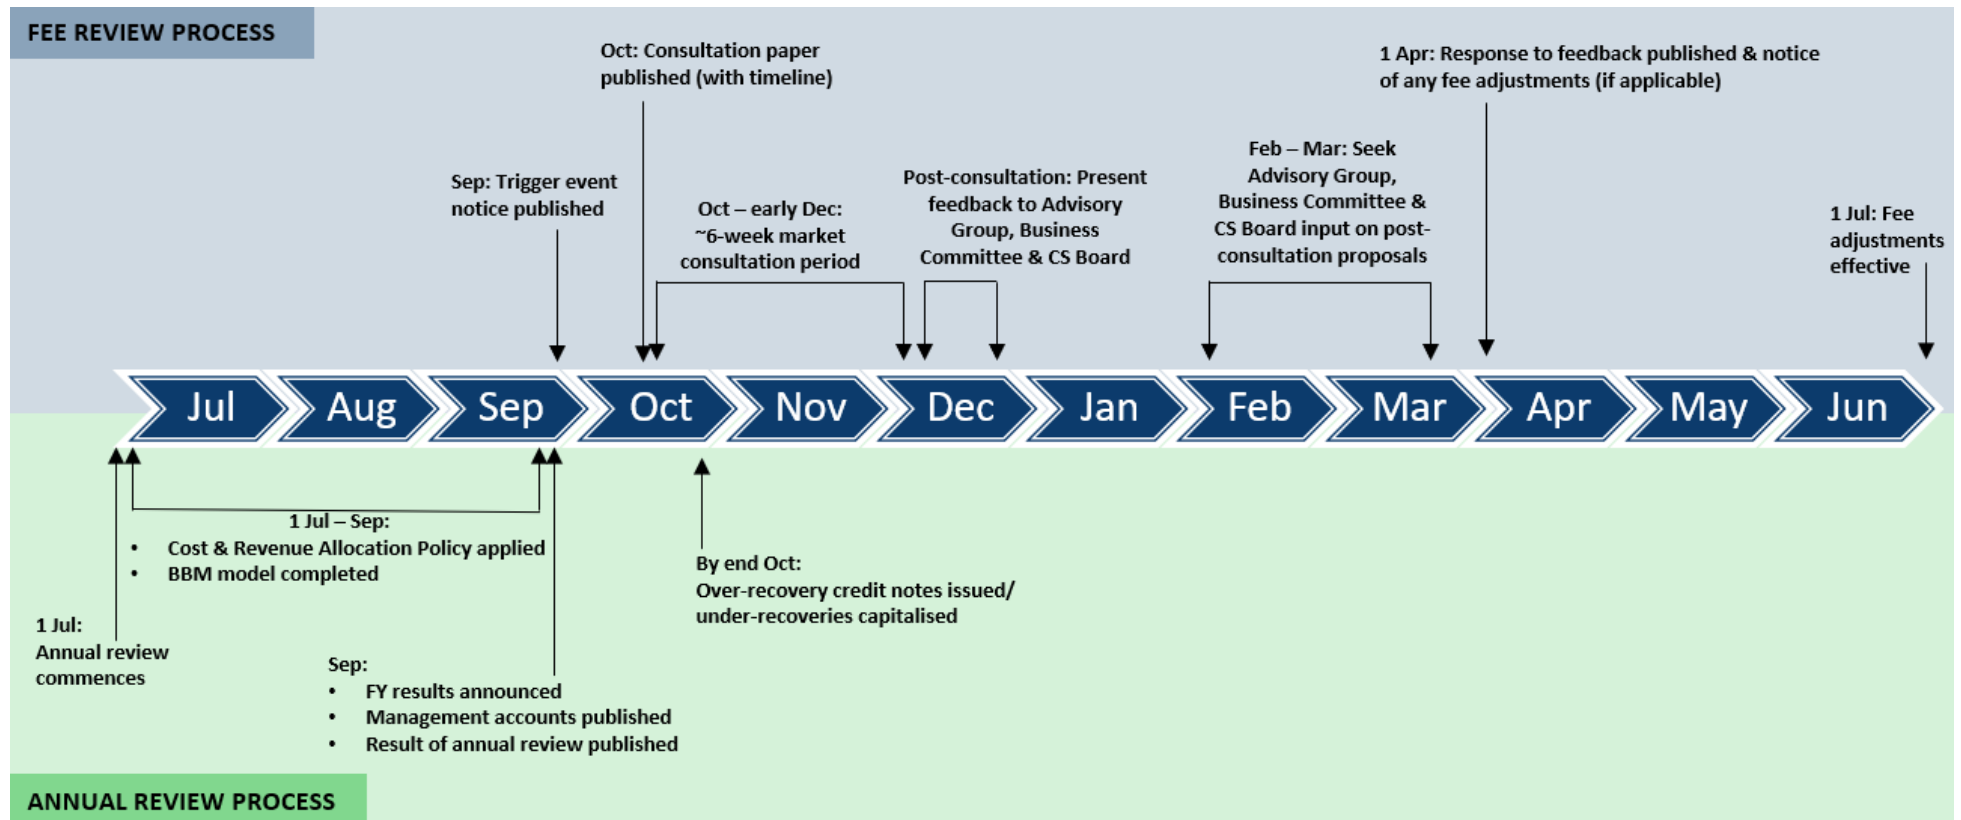 FEE REVIEW PROCESS
Oct: Consultation paper
published (with timeline)
1 Apr: Response to feedback published & notice
of any fee adjustments (if applicable)
Sep: Trigger event
notice published
Oct – early Dec:
~6-week market
consultation period
Post-consultation: Present
feedback to Advisory
Group, Business
Committee & CS Board
Feb – Mar: Seek
Advisory Group,
Business Committee &
CS Board input on post-
consultation proposals
1 Jul: Fee
adjustments
effective
Jul Aug Sep Oct Nov Dec Jan Feb Mar Apr May Jun
1 Jul – Sep:
• Cost & Revenue Allocation Policy applied
• BBM model completed
By end Oct:
Over-recovery credit notes issued/
under-recoveries capitalised
1 Jul:
Annual review
commences
Sep:
• FY results announced
• Management accounts published
• Result of annual review published
ANNUAL REVIEW PROCESS